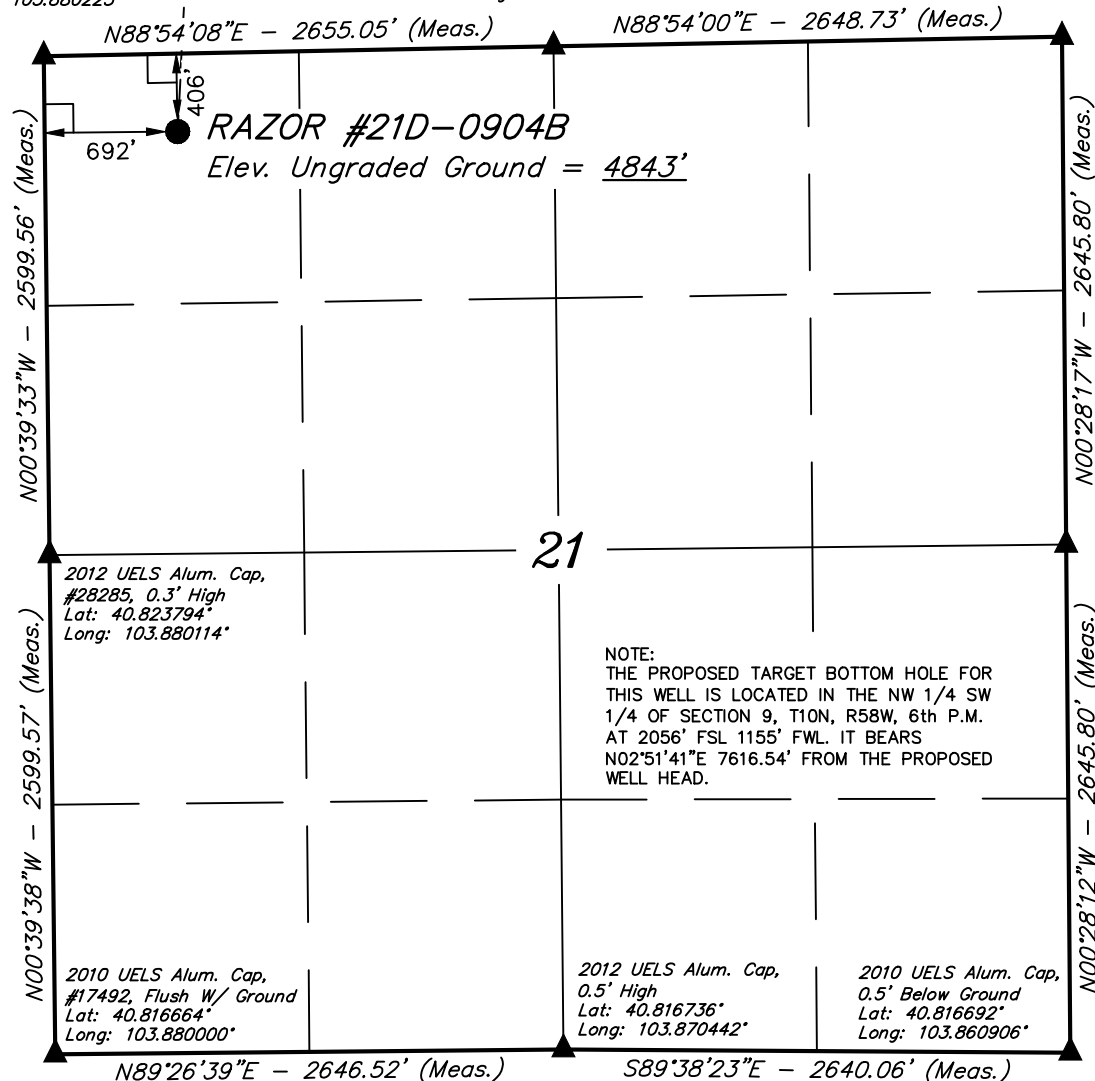 103.880225°
N88°54'08"E - 2655.05' (Meas.)
N88°54'00"E - 2648.73' (Meas.)
406'
692'
RAZOR #21D-0904B
Elev. Ungraded Ground = 4843'
N00°39'33"W - 2599.56' (Meas.)
N00°28'17"W - 2645.80' (Meas.)
21
2012 UELS Alum. Cap,
#28285, 0.3' High
Lat: 40.823794°
Long: 103.880114°
NOTE:
THE PROPOSED TARGET BOTTOM HOLE FOR
THIS WELL IS LOCATED IN THE NW 1/4 SW
1/4 OF SECTION 9, T10N, R58W, 6th P.M.
AT 2056' FSL 1155' FWL. IT BEARS
N02°51'41"E 7616.54' FROM THE PROPOSED
WELL HEAD.
N00°39'38"W - 2599.57' (Meas.)
N00°28'12"W - 2645.80' (Meas.)
2010 UELS Alum. Cap,
#17492, Flush W/ Ground
Lat: 40.816664°
Long: 103.880000°
2012 UELS Alum. Cap,
0.5' High
Lat: 40.816736°
Long: 103.870442°
2010 UELS Alum. Cap,
0.5' Below Ground
Lat: 40.816692°
Long: 103.860906°
N89°26'39"E - 2646.52' (Meas.)
S89°38'23"E - 2640.06' (Meas.)